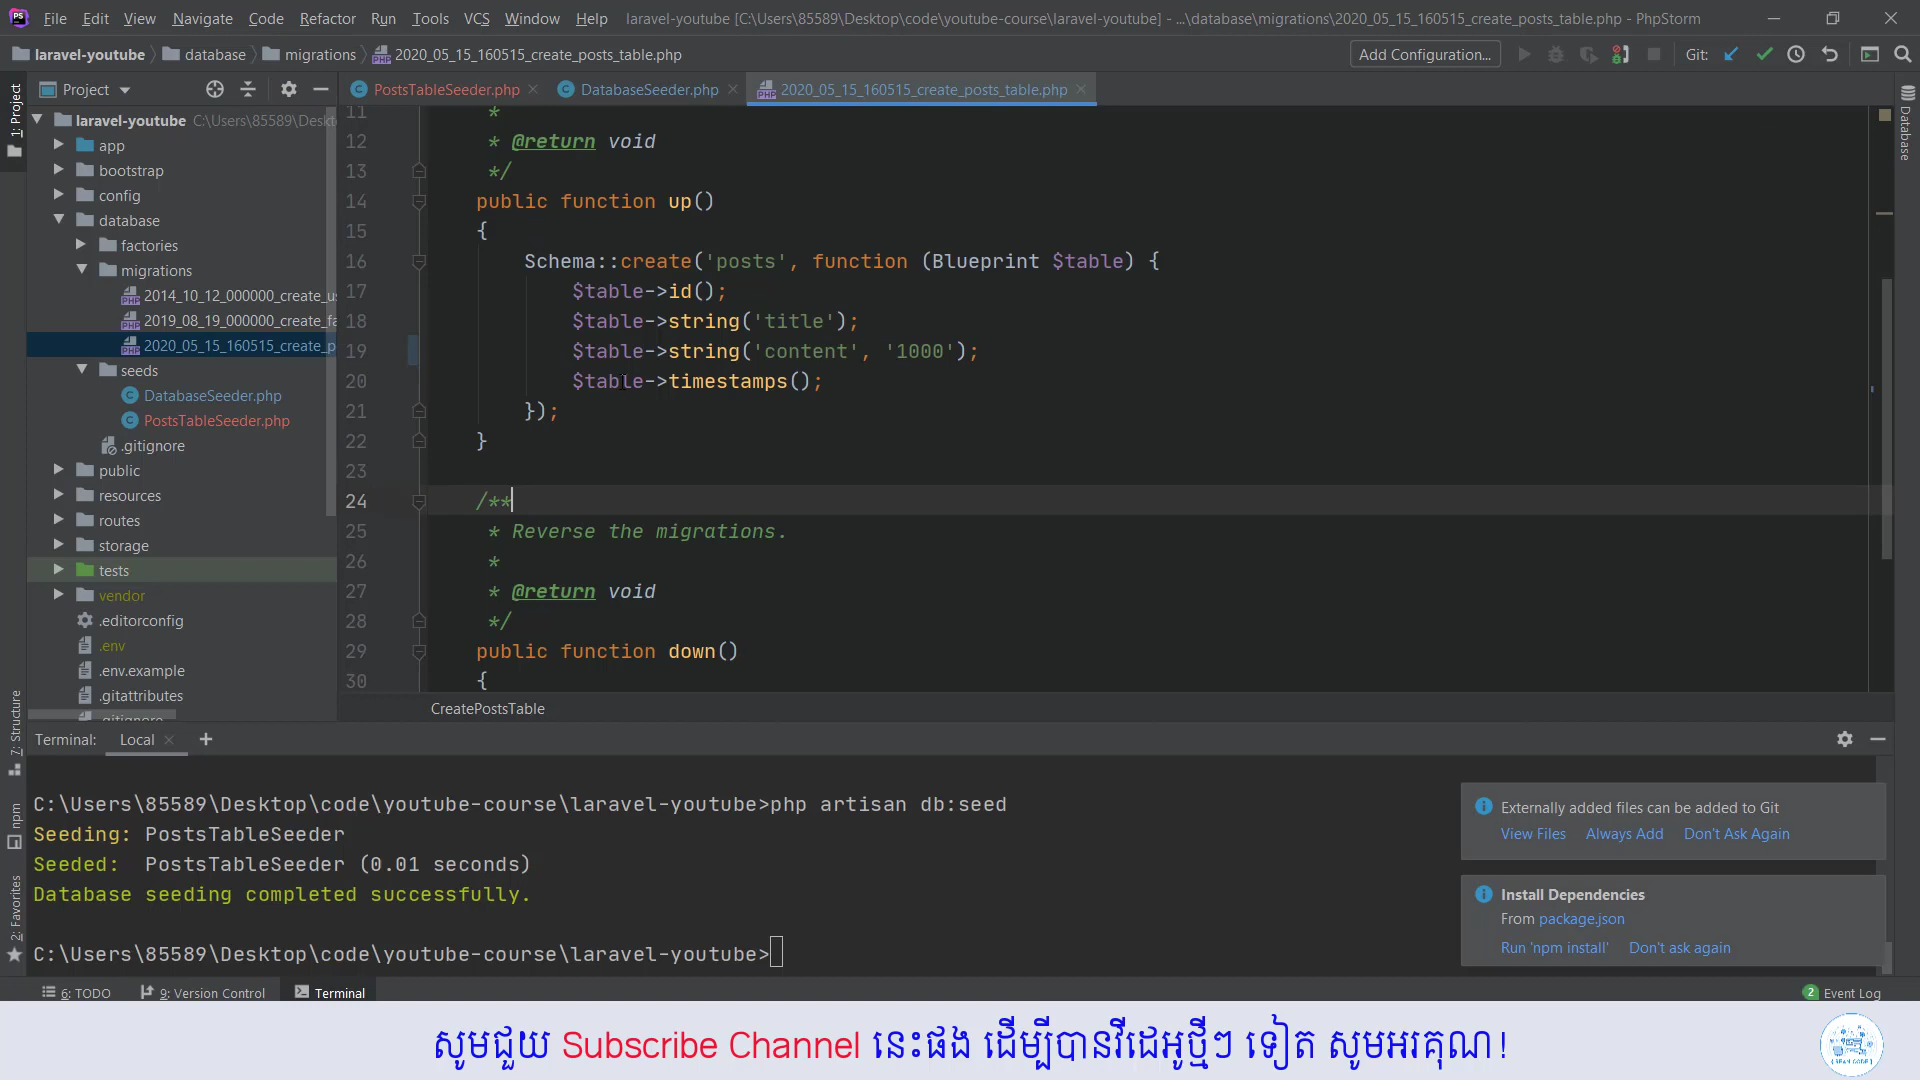 File Edit View Navigate Code Refactor Run Tools VCS Window Help laravel-youtube [C:\Users\85589\Desktop\code\youtube-course\laravel-youtube] - ...\database\migrations\2020_05_15_160515_create_posts_table.php - PhpStorm
laravel-youtube database migrations 2020_05_15_160515_create_posts_table.php Add Configuration... Git:
Project PostsTableSeeder.php DatabaseSeeder.php 2020_05_15_160515_create_posts_table.php
1: Project
7: Structure
npm
2: Favorites
Database
laravel-youtube C:\Users\85589\Deskt
app
bootstrap
config
database
factories
migrations
2014_10_12_000000_create_u
2019_08_19_000000_create_fa
2020_05_15_160515_create_p
seeds
DatabaseSeeder.php
PostsTableSeeder.php
.gitignore
public
resources
routes
storage
tests
vendor
.editorconfig
.env
.env.example
.gitattributes
.gitignore
11 *
12 * @return void
13 */
14 public function up()
15 {
16 Schema::create('posts', function (Blueprint $table) {
17 $table->id();
18 $table->string('title');
19 $table->string('content', '1000');
20 $table->timestamps();
21 });
22 }
23
24 /**
25 * Reverse the migrations.
26 *
27 * @return void
28 */
29 public function down()
30 {
CreatePostsTable
Terminal: Local
C:\Users\85589\Desktop\code\youtube-course\laravel-youtube>php artisan db:seed
Seeding: PostsTableSeeder
Seeded: PostsTableSeeder (0.01 seconds)
Database seeding completed successfully.
C:\Users\85589\Desktop\code\youtube-course\laravel-youtube>
Externally added files can be added to Git
View Files Always Add Don't Ask Again
Install Dependencies
From package.json
Run 'npm install' Don't ask again
6: TODO 9: Version Control Terminal 2 Event Log
សូមជួយ Subscribe Channel នេះផង ដើម្បីបានវីដេអូថ្មីៗ ទៀត សូមអរគុណ!